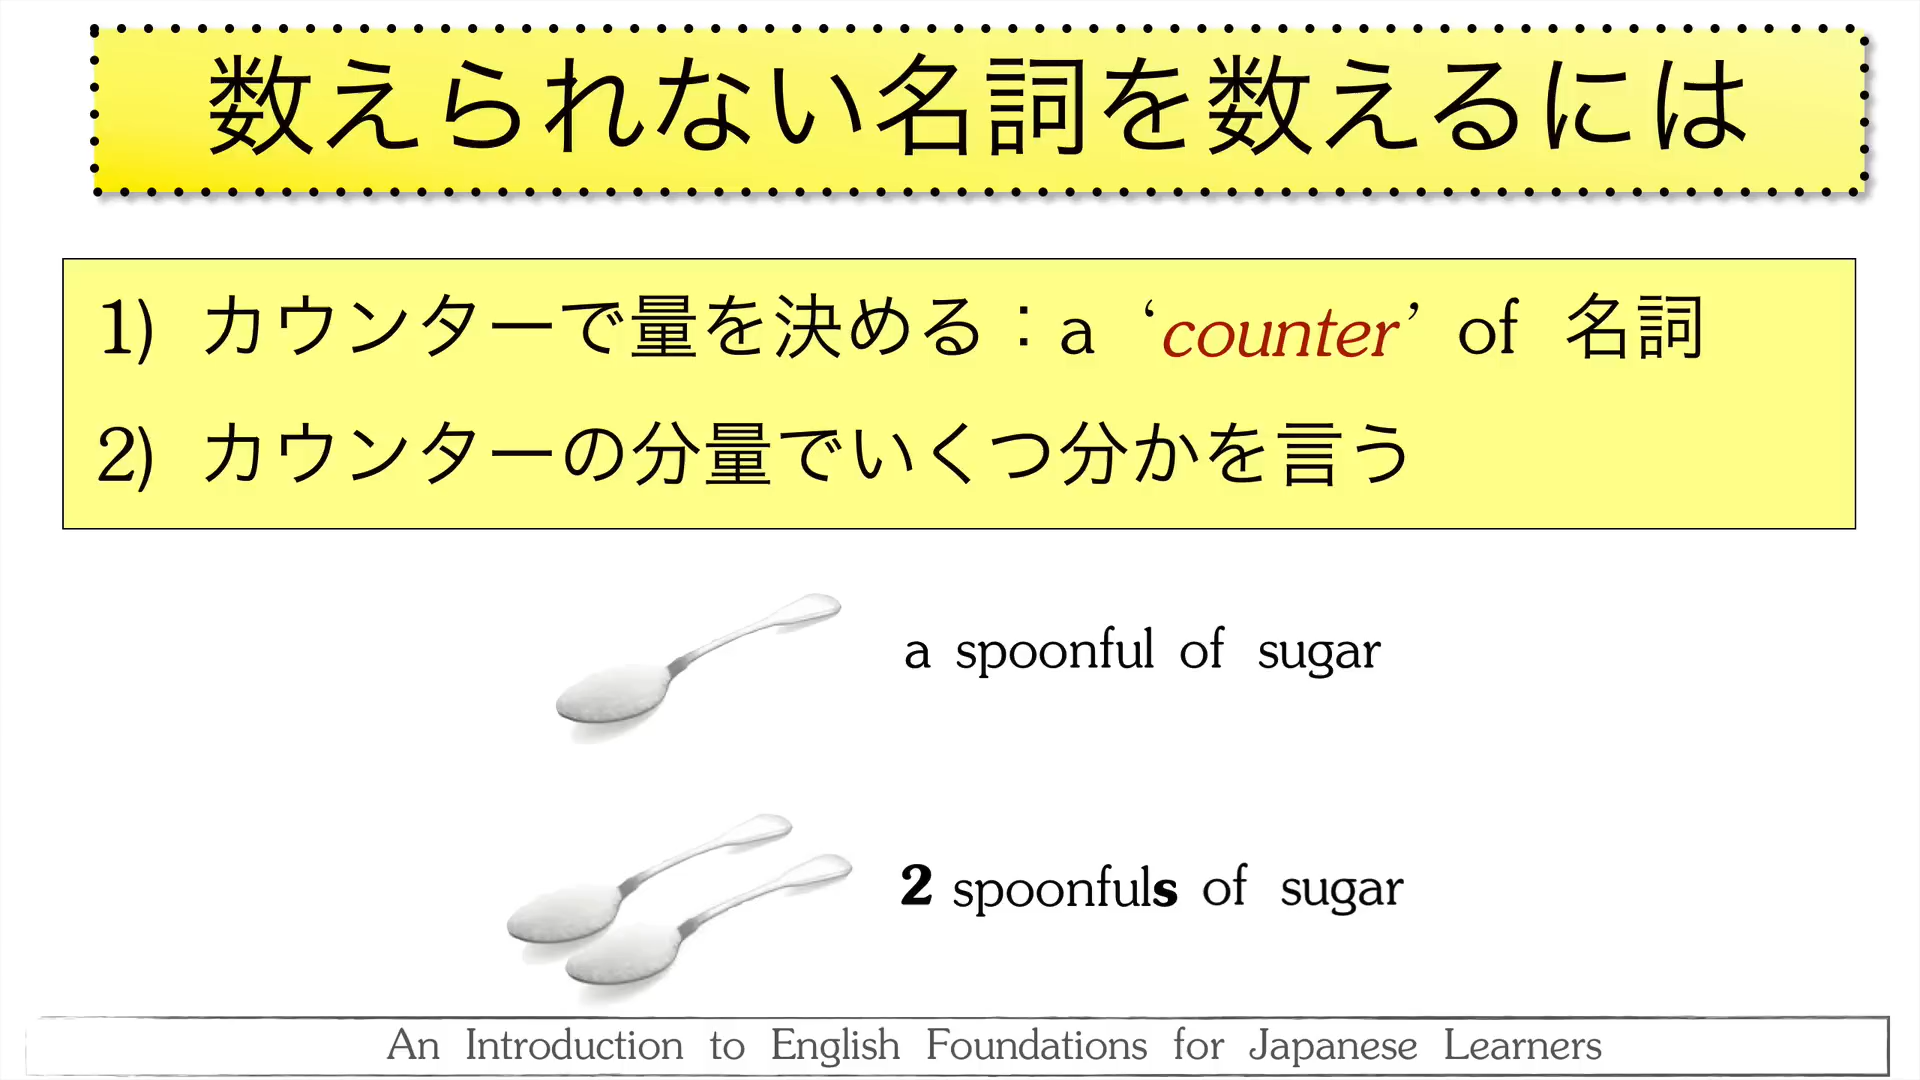 数えられない名詞を数えるには
1) カウンターで量を決める：a ‘counter’ of 名詞
2) カウンターの分量でいくつ分かを言う
a spoonful of sugar
2 spoonfuls of sugar
An Introduction to English Foundations for Japanese Learners